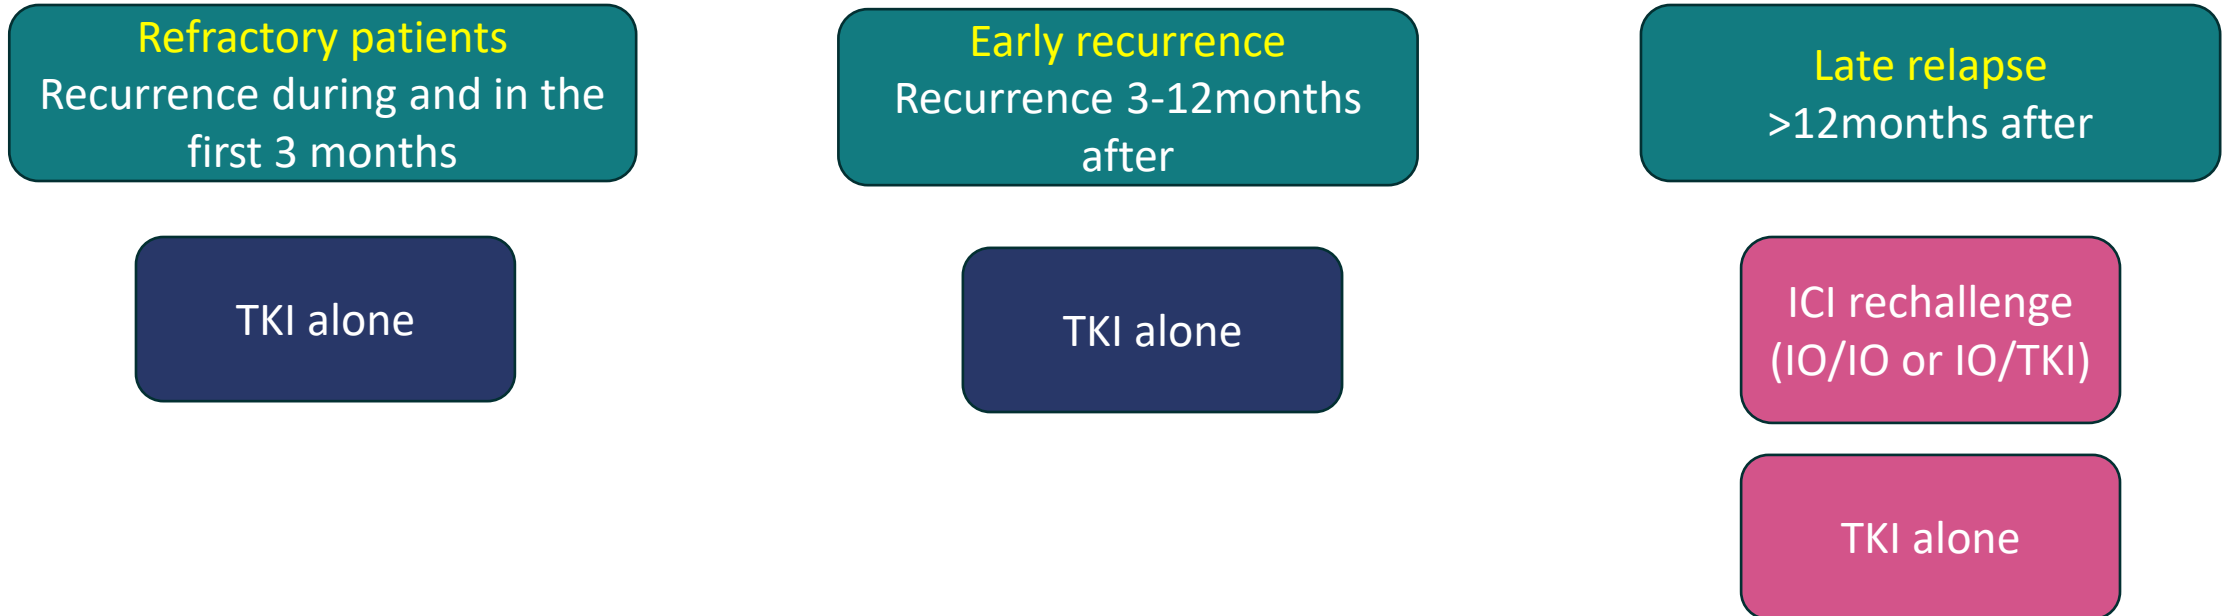 Refractory patients
Recurrence during and in the
first 3 months
Early recurrence
Recurrence 3-12months
after
Late relapse
>12months after
TKI alone
TKI alone
ICI rechallenge
(IO/IO or IO/TKI)
TKI alone